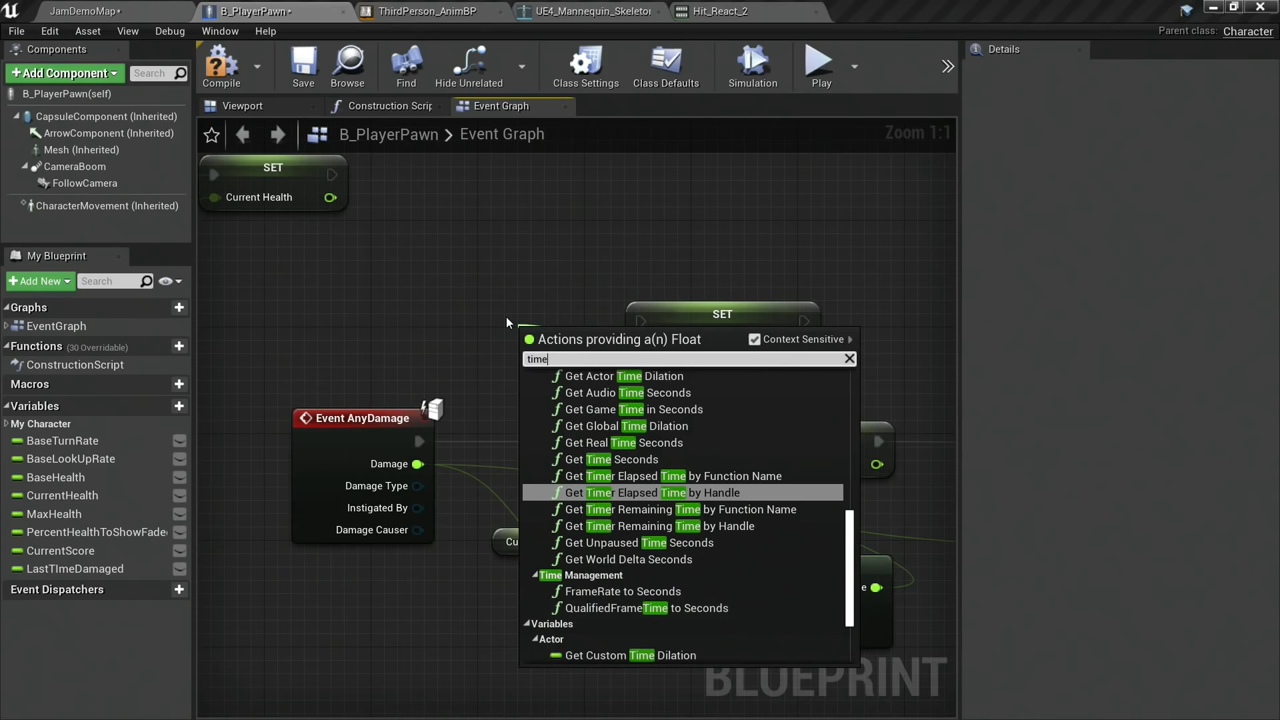 JamDemoMap•
B_PlayerPawn•
ThirdPerson_AnimBP
UE4_Mannequin_Skeleton
Hit_React_2
File
Edit
Asset
View
Debug
Window
Help
Parent class: Character
Components
Details
+Add Component
Search
Compile
Save
Browse
Find
Hide Unrelated
Class Settings
Class Defaults
Simulation
Play
B_PlayerPawn(self)
Viewport
Construction Scrip
Event Graph
CapsuleComponent (Inherited)
ArrowComponent (Inherited)
Mesh (Inherited)
CameraBoom
FollowCamera
CharacterMovement (Inherited)
B_PlayerPawn > Event Graph
Zoom 1:1
SET
Current Health
My Blueprint
+Add New
Search
Graphs
EventGraph
Functions (30 Overridable)
ConstructionScript
Macros
Variables
My Character
BaseTurnRate
BaseLookUpRate
BaseHealth
CurrentHealth
MaxHealth
PercentHealthToShowFade
CurrentScore
LastTImeDamaged
Event Dispatchers
SET
Event AnyDamage
Damage
Damage Type
Instigated By
Damage Causer
Cu
e
Actions providing a(n) Float
Context Sensitive
time
Get Actor Time Dilation
Get Audio Time Seconds
Get Game Time in Seconds
Get Global Time Dilation
Get Real Time Seconds
Get Time Seconds
Get Timer Elapsed Time by Function Name
Get Timer Elapsed Time by Handle
Get Timer Remaining Time by Function Name
Get Timer Remaining Time by Handle
Get Unpaused Time Seconds
Get World Delta Seconds
Time Management
FrameRate to Seconds
QualifiedFrameTime to Seconds
Variables
Actor
Get Custom Time Dilation
BLUEPRINT